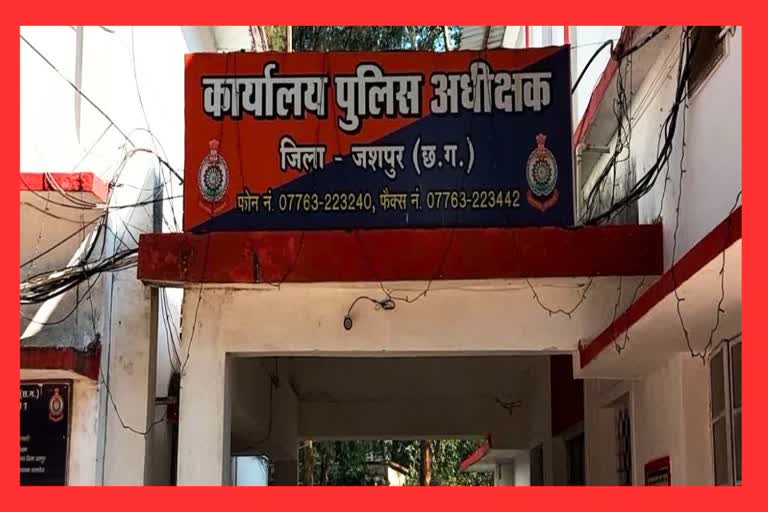 कार्यालय पुलिस अधीक्षक
जिला - जशपुर (छ.ग.)
फोन नं. 07763-223240, फैक्स नं. 07763-223442
(छ.ग.)